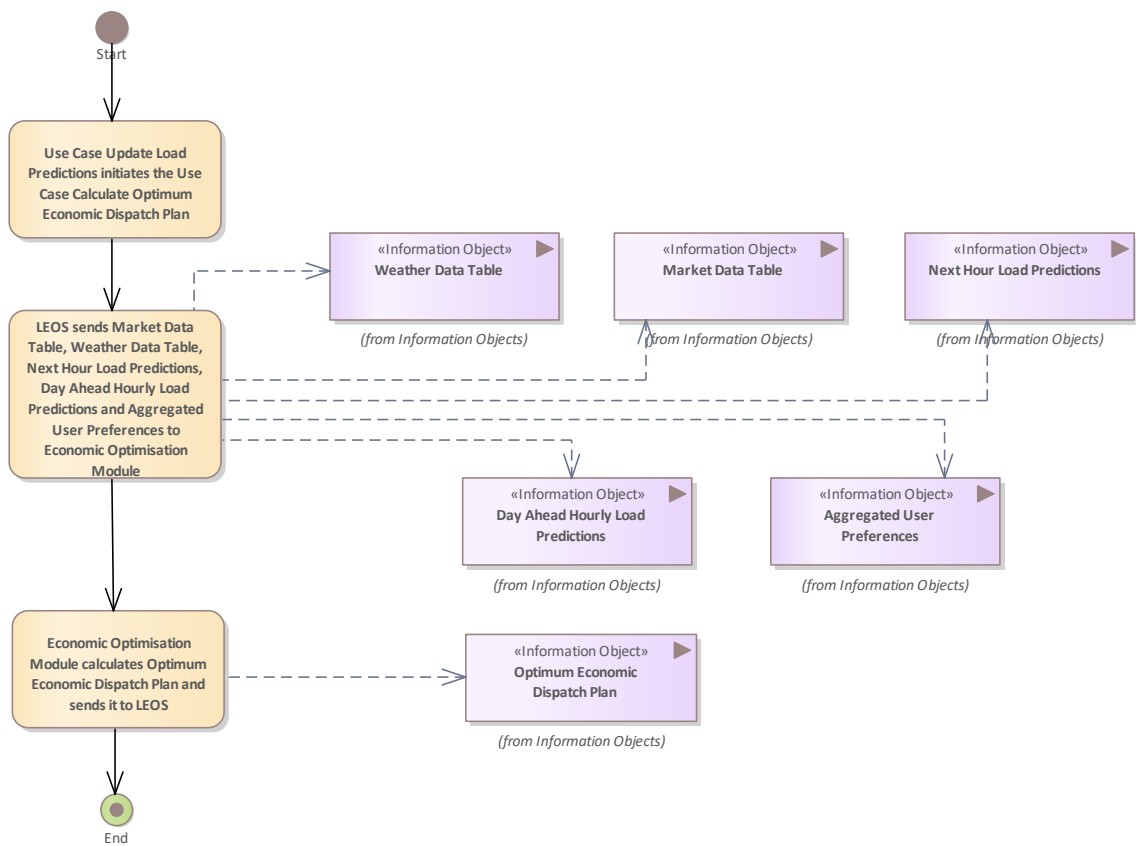 Start
Use Case Update Load
Predictions initiates the Use
Case Calculate Optimum
Economic Dispatch Plan
«Information Object»
Weather Data Table
(from Information Objects)
«Information Object»
Market Data Table
(from Information Objects)
«Information Object»
Next Hour Load Predictions
(from Information Objects)
LEOS sends Market Data
Table, Weather Data Table,
Next Hour Load Predictions,
Day Ahead Hourly Load
Predictions and Aggregated
User Preferences to
Economic Optimisation
Module
«Information Object»
Day Ahead Hourly Load
Predictions
(from Information Objects)
«Information Object»
Aggregated User
Preferences
(from Information Objects)
Economic Optimisation
Module calculates Optimum
Economic Dispatch Plan and
sends it to LEOS
«Information Object»
Optimum Economic
Dispatch Plan
(from Information Objects)
End